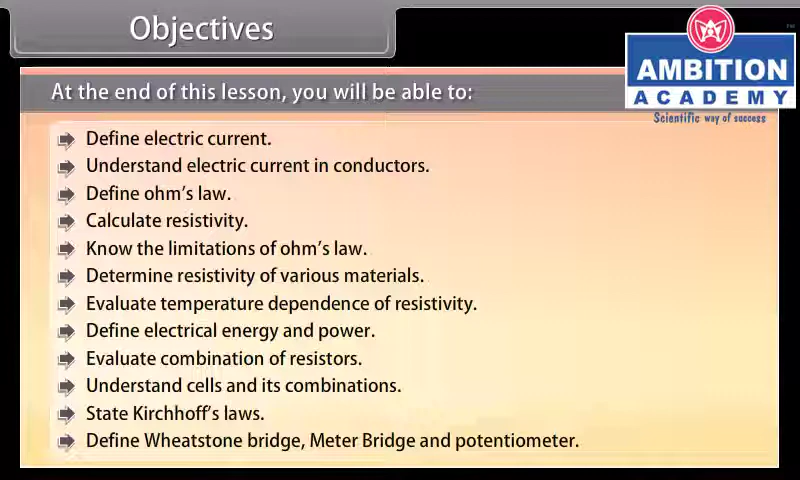 Objectives
AMBITION
ACADEMY
Scientific way of success
At the end of this lesson, you will be able to:
Define electric current.
Understand electric current in conductors.
Define ohm's law.
Calculate resistivity.
Know the limitations of ohm's law.
Determine resistivity of various materials.
Evaluate temperature dependence of resistivity.
Define electrical energy and power.
Evaluate combination of resistors.
Understand cells and its combinations.
State Kirchhoff's laws.
Define Wheatstone bridge, Meter Bridge and potentiometer.